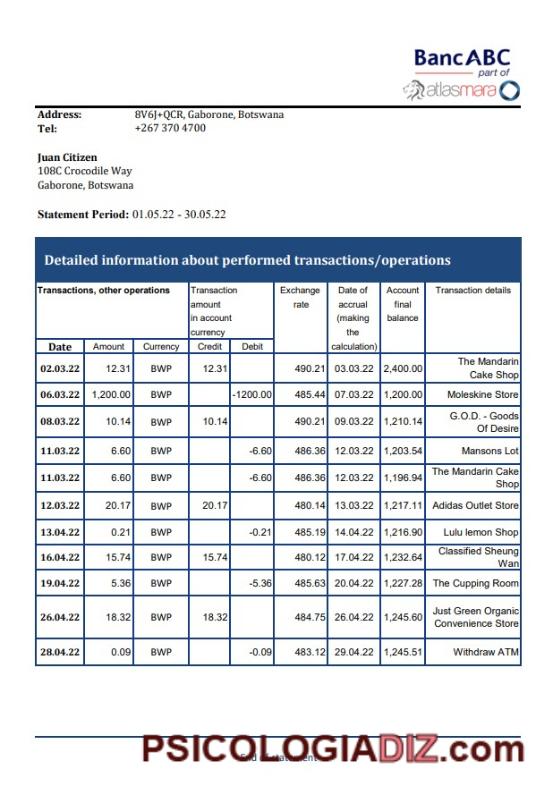 BancABC
part of
atlasmara
Address: 8V6J+QCR, Gaborone, Botswana
Tel: +267 370 4700
Juan Citizen
108C Crocodile Way
Gaborone, Botswana
Statement Period: 01.05.22 - 30.05.22
Detailed information about performed transactions/operations
Transactions, other operations
Transaction
amount
in account
currency
Exchange
rate
Date of
accrual
(making
the
calculation)
Account
final
balance
Transaction details
Date Amount Currency Credit Debit
02.03.22 12.31 BWP 12.31 490.21 03.03.22 2,400.00 The Mandarin
Cake Shop
06.03.22 1,200.00 BWP -1200.00 485.44 07.03.22 1,200.00 Moleskine Store
08.03.22 10.14 BWP 10.14 490.21 09.03.22 1,210.14 G.O.D. - Goods
Of Desire
11.03.22 6.60 BWP -6.60 486.36 12.03.22 1,203.54 Mansons Lot
11.03.22 6.60 BWP -6.60 486.36 12.03.22 1,196.94 The Mandarin Cake
Shop
12.03.22 20.17 BWP 20.17 480.14 13.03.22 1,217.11 Adidas Outlet Store
13.04.22 0.21 BWP -0.21 485.19 14.04.22 1,216.90 Lulu lemon Shop
16.04.22 15.74 BWP 15.74 480.12 17.04.22 1,232.64 Classified Sheung
Wan
19.04.22 5.36 BWP -5.36 485.63 20.04.22 1,227.28 The Cupping Room
26.04.22 18.32 BWP 18.32 484.75 26.04.22 1,245.60 Just Green Organic
Convenience Store
28.04.22 0.09 BWP -0.09 483.12 29.04.22 1,245.51 Withdraw ATM
PSICOLOGIADIZ.com